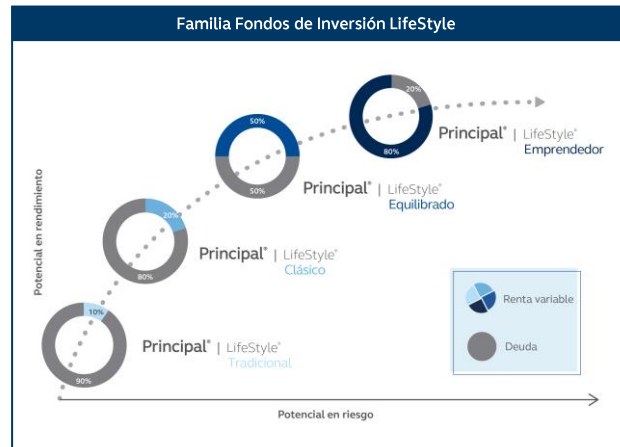 Familia Fondos de Inversión LifeStyle
20%
80%
Principal® | LifeStyle®
Emprendedor
50%
50%
Principal® | LifeStyle®
Equilibrado
20%
80%
Principal® | LifeStyle®
Clásico
10%
90%
Principal® | LifeStyle®
Tradicional
Renta variable
Deuda
Potencial en rendimiento
Potencial en riesgo